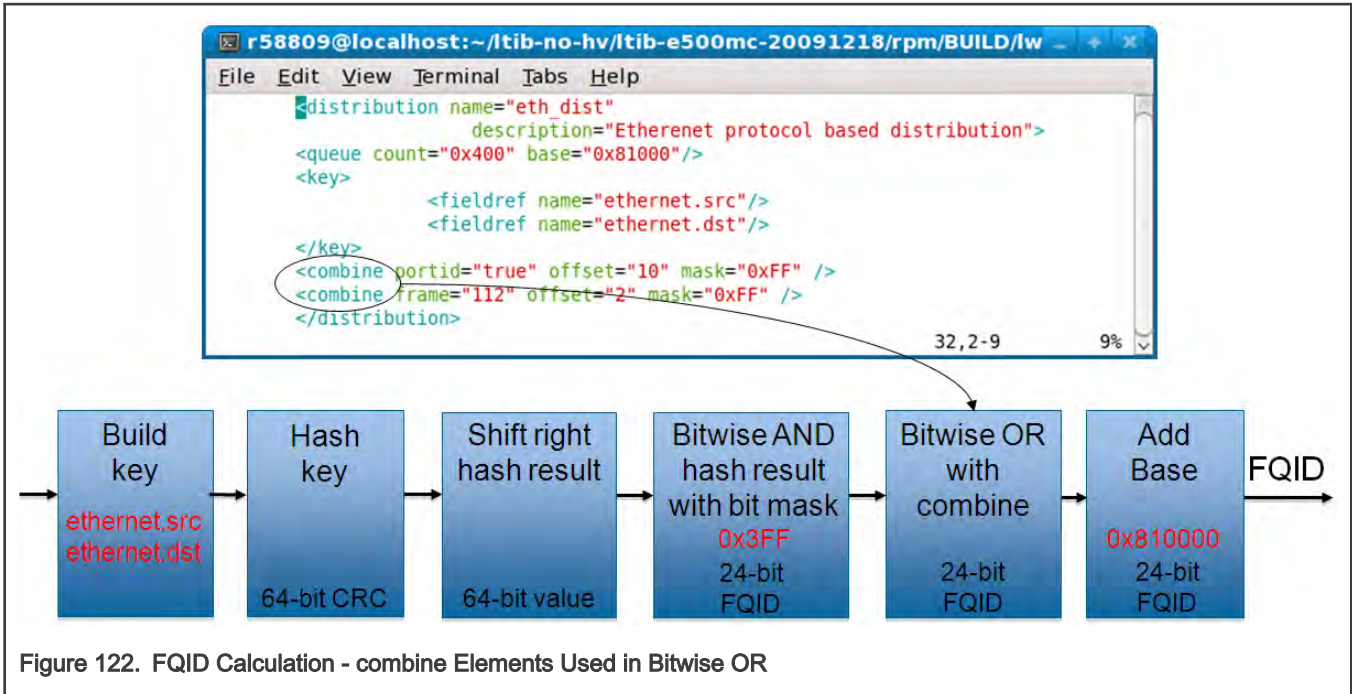 r58809@localhost:~/ltib-no-hv/ltib-e500mc-20091218/rpm/BUILD/lw
File Edit View Terminal Tabs Help
<distribution name="eth_dist"
description="Etherenet protocol based distribution">
<queue count="0x400" base="0x81000"/>
<key>
<fieldref name="ethernet.src"/>
<fieldref name="ethernet.dst"/>
</key>
<combine portid="true" offset="10" mask="0xFF" />
<combine frame="112" offset="2" mask="0xFF" />
</distribution>
32,2-9 9%
Build
key
ethernet.src
ethernet.dst
Hash
key
64-bit CRC
Shift right
hash result
64-bit value
Bitwise AND
hash result
with bit mask
0x3FF
24-bit
FQID
Bitwise OR
with
combine
24-bit
FQID
Add
Base
0x810000
24-bit
FQID
FQID
Figure 122. FQID Calculation - combine Elements Used in Bitwise OR